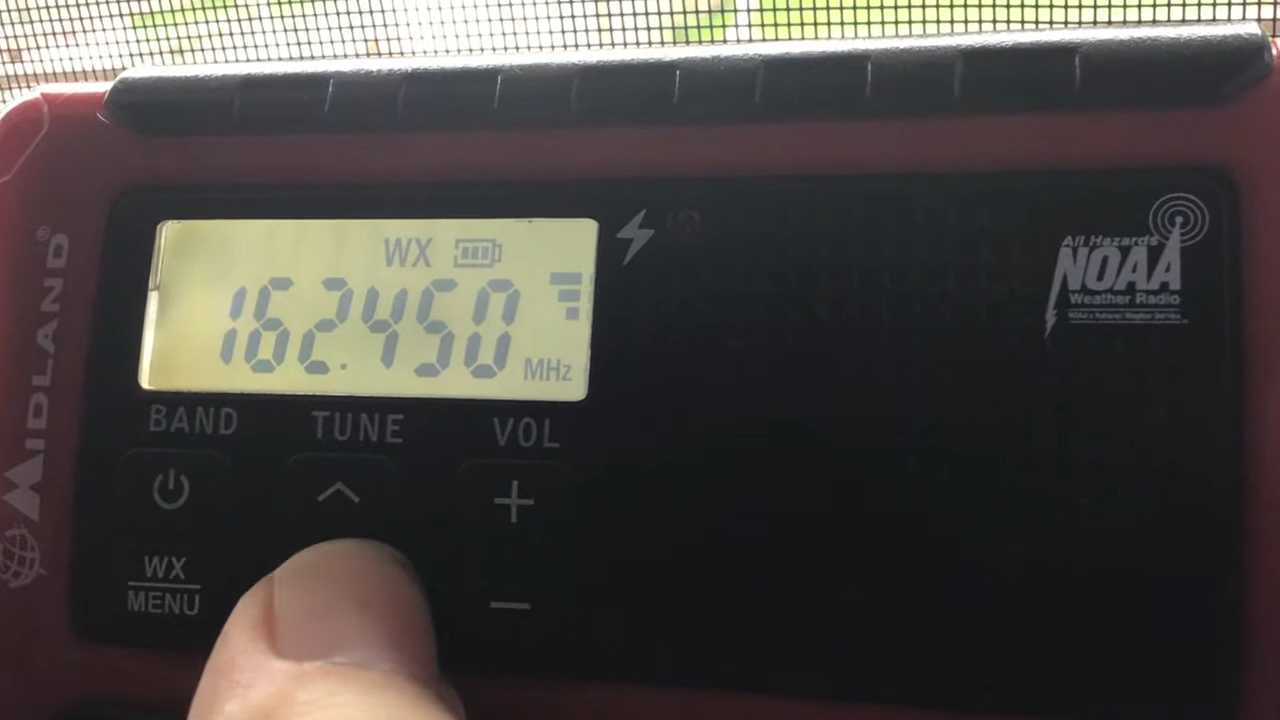 MIDLAND®
WX
162.450
MHz
All Hazards
NOAA
Weather Radio
BAND TUNE VOL
WX
MENU